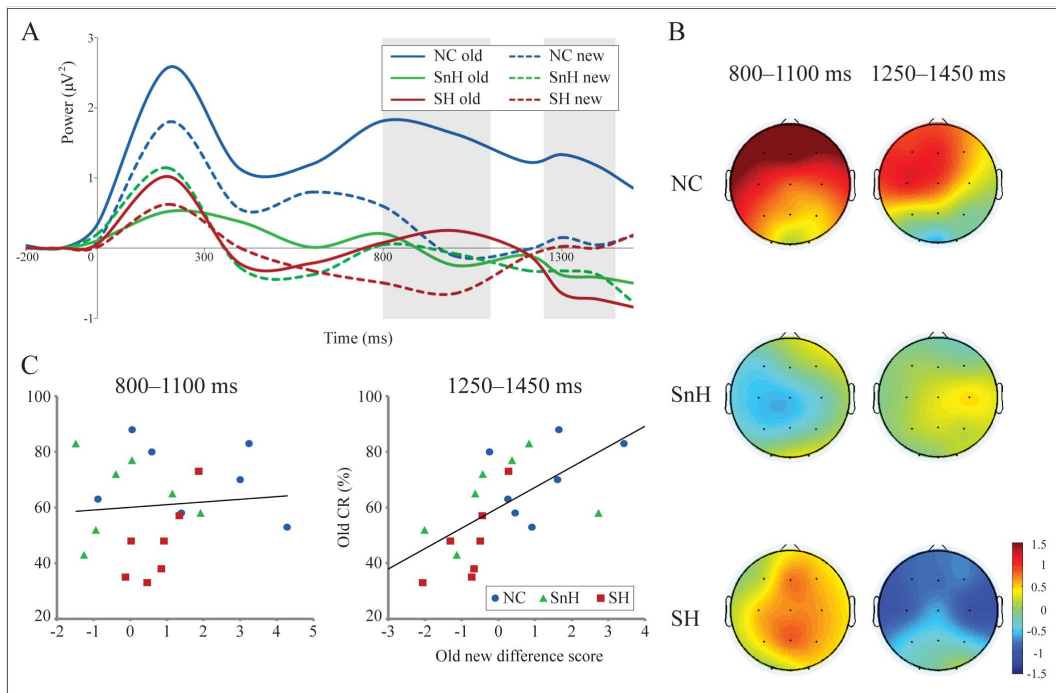 A
Power (µV²)
3
2
1
-1
-200
0
300
800
1300
Time (ms)
NC old
NC new
SnH old
SnH new
SH old
SH new
B
800–1100 ms
1250–1450 ms
NC
SnH
SH
1.5
1
0.5
0
-0.5
-1
-1.5
C
800–1100 ms
100
80
60
40
20
-2
-1
0
1
2
3
4
5
1250–1450 ms
Old CR (%)
100
80
60
40
20
NC
SnH
SH
-3
-2
-1
0
1
2
3
4
Old new difference score